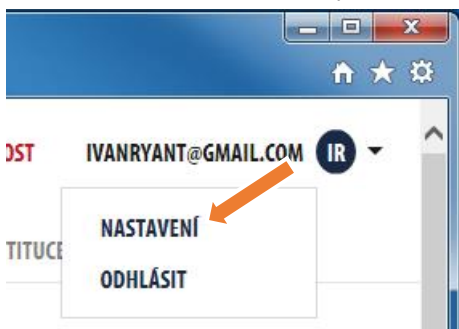 OST IVANRYANT@GMAIL.COM IR
NASTAVENÍ
TITUCE
ODHLÁSIT